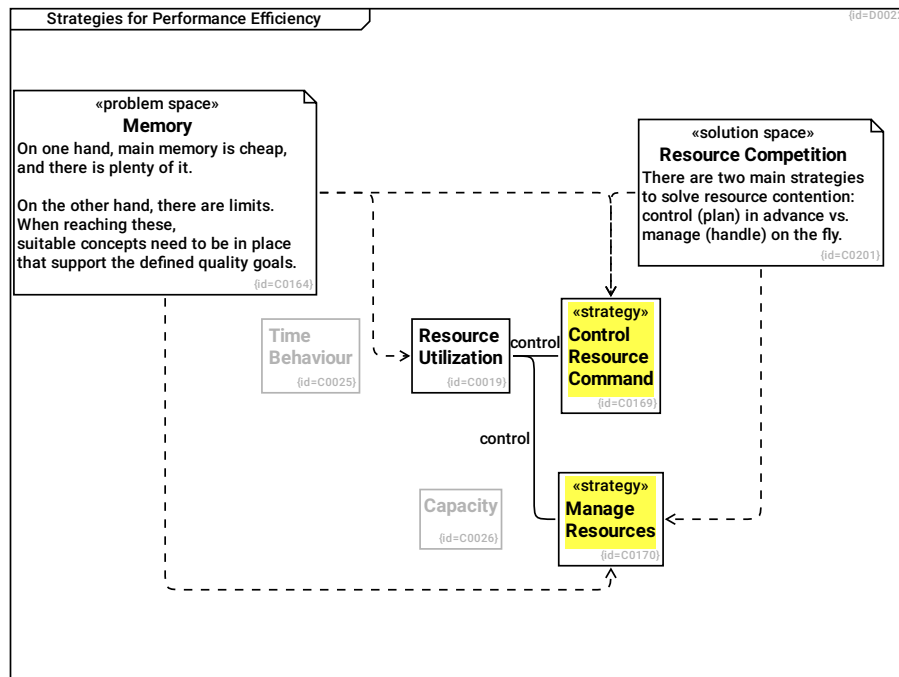 Strategies for Performance Efficiency
«problem space»
Memory
On one hand, main memory is cheap,
and there is plenty of it.
On the other hand, there are limits.
When reaching these,
suitable concepts need to be in place
that support the defined quality goals.
{id=C0164}
«solution space»
Resource Competition
There are two main strategies
to solve resource contention:
control (plan) in advance vs.
manage (handle) on the fly.
{id=C0201}
Time
Behaviour
{id=C0025}
Resource
Utilization
{id=C0019}
control
«strategy»
Control
Resource
Command
{id=C0169}
control
Capacity
{id=C0026}
«strategy»
Manage
Resources
{id=C0170}